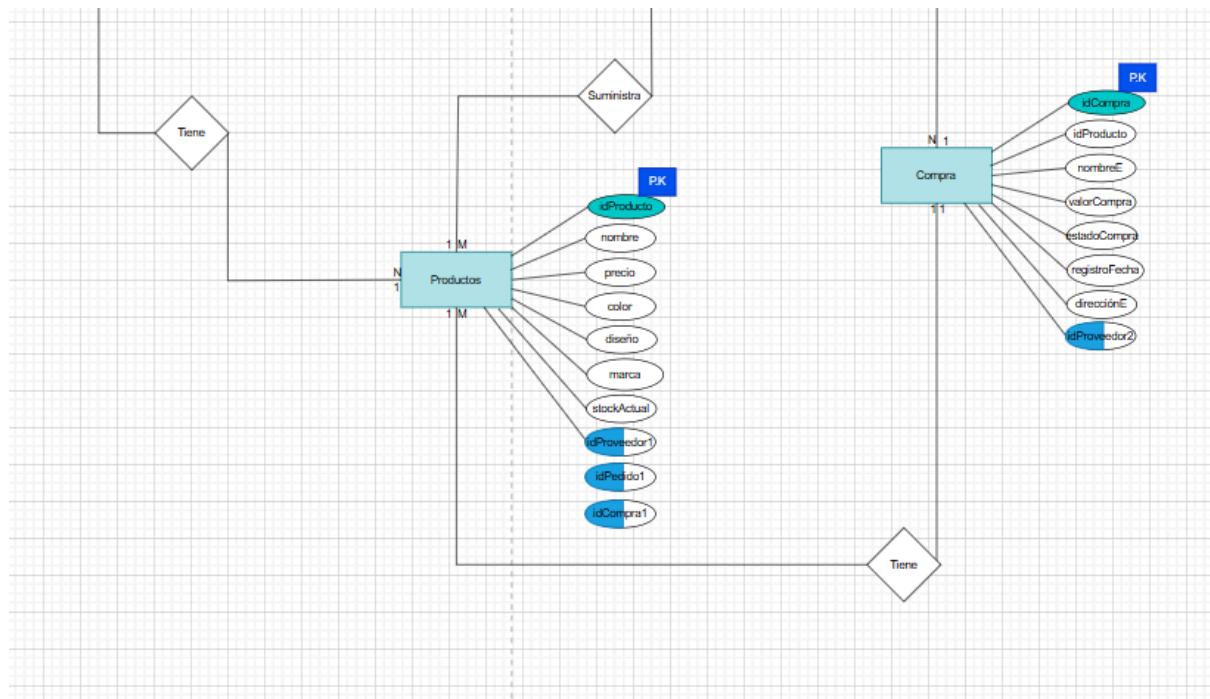 Suministra
Tiene
P.K
idCompra
idProducto
nombreE
valorCompra
estadoCompra
registroFecha
direcciónE
idProveedor2
N 1
Compra
1 1
P.K
idProducto
nombre
precio
color
diseño
marca
stockActual
idProveedor1
idPedido1
idCompra1
1 M
N
1
Productos
1 M
Tiene